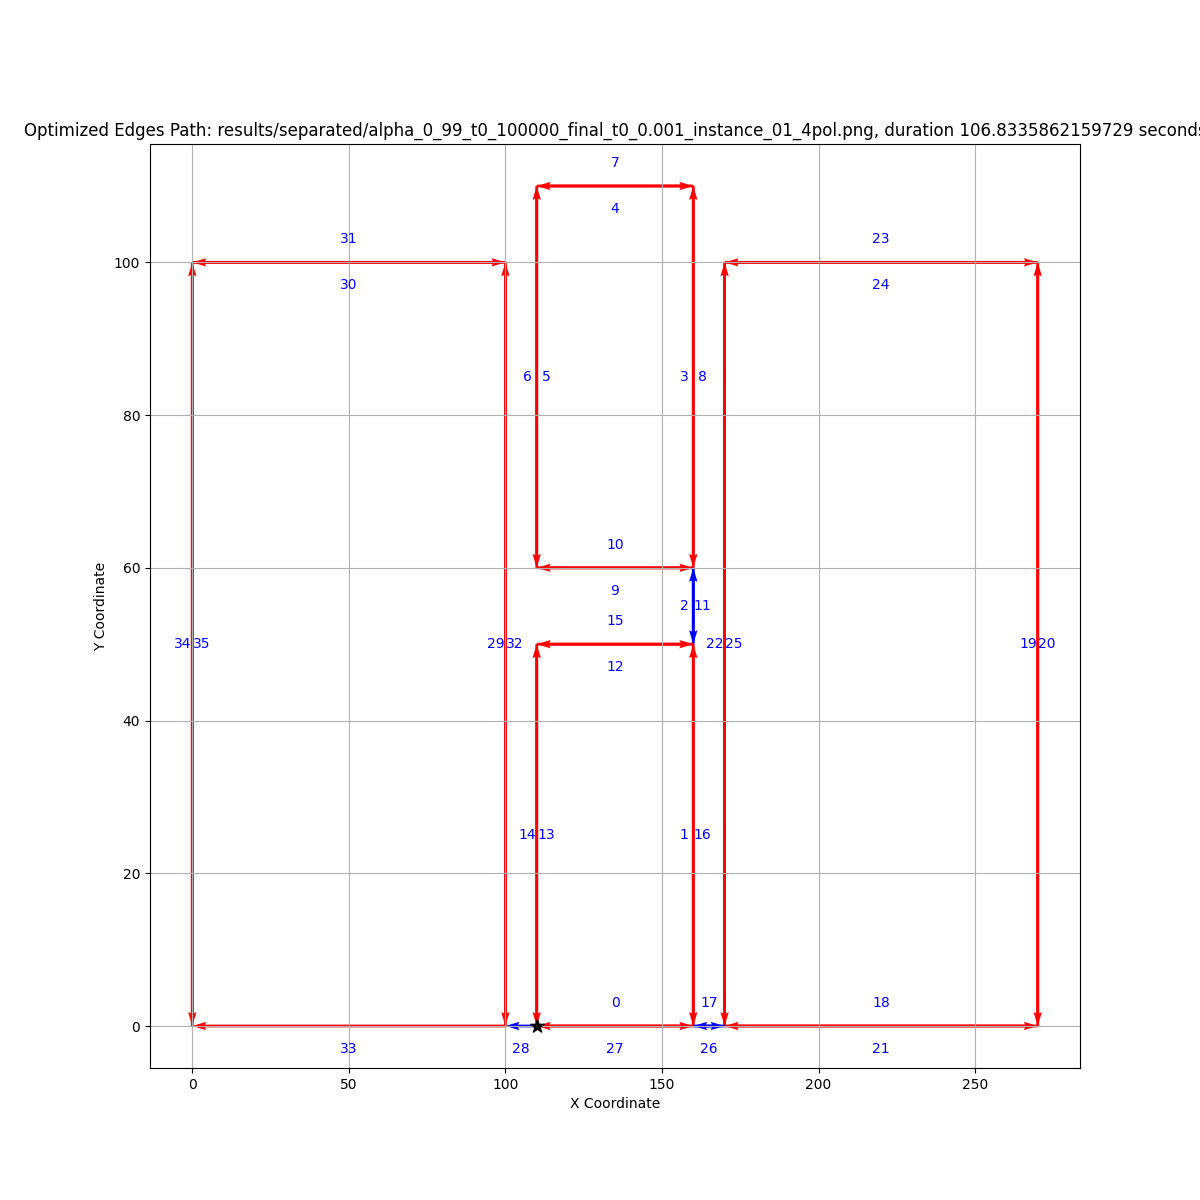 Optimized Edges Path: results/separated/alpha_0_99_t0_100000_final_t0_0.001_instance_01_4pol.png, duration 106.8335862159729 seconds
7
4
31
23
100
30
24
6 5 3 8
80
10
60
9
2 11
15
Y Coordinate
34 35 29 32 22 25 19 20
12
40
14 13 1 16
20
0 17 18
0
33 28 27 26 21
0 50 100 150 200 250
X Coordinate